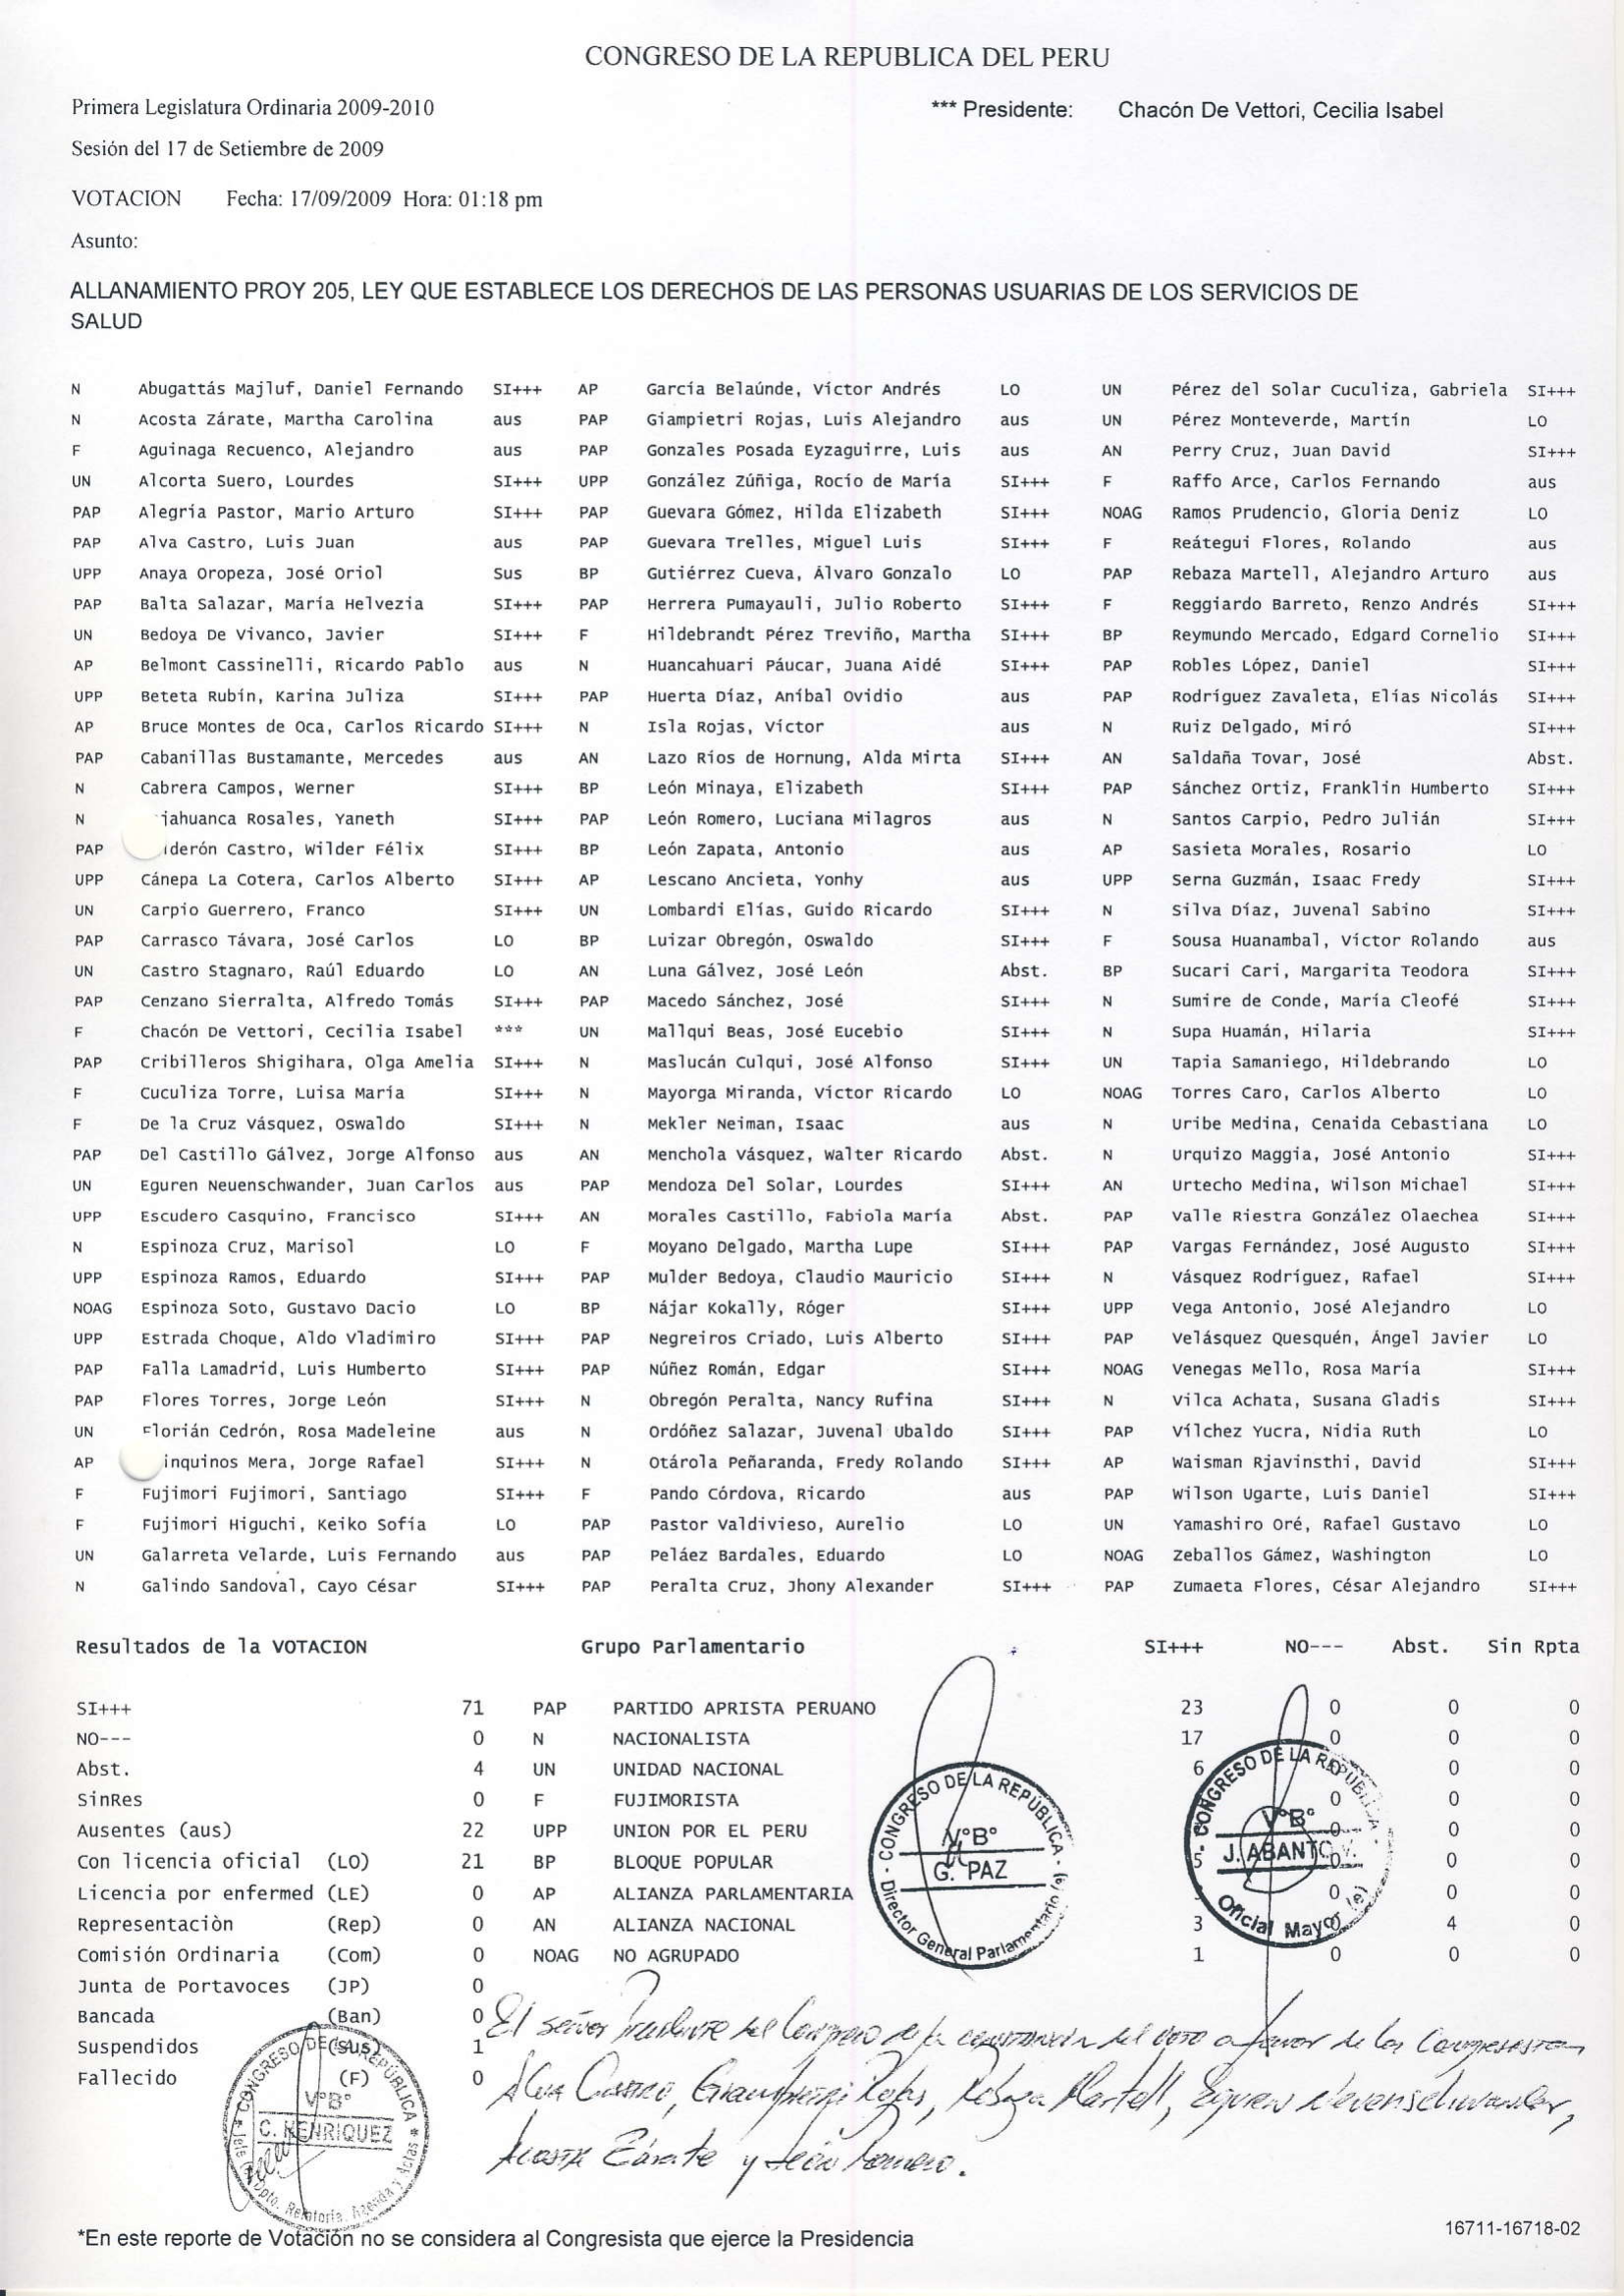 CONGRESO DE LA REPUBLICA DEL PERU
Primera Legislatura Ordinaria 2009-2010 *** Presidente: Chacón De Vettori, Cecilia Isabel
Sesión del 17 de Setiembre de 2009
VOTACION Fecha: 17/09/2009 Hora: 01:18 pm
Asunto:
ALLANAMIENTO PROY 205, LEY QUE ESTABLECE LOS DERECHOS DE LAS PERSONAS USUARIAS DE LOS SERVICIOS DE
SALUD
N Abugattás Majluf, Daniel Fernando SI+++ AP García Belaúnde, Víctor Andrés LO UN Pérez del Solar Cuculiza, Gabriela SI+++
N Acosta Zárate, Martha Carolina aus PAP Giampietri Rojas, Luis Alejandro aus UN Pérez Monteverde, Martín LO
F Aguinaga Recuenco, Alejandro aus PAP Gonzales Posada Eyzaguirre, Luis aus AN Perry Cruz, Juan David SI+++
UN Alcorta Suero, Lourdes SI+++ UPP González Zúñiga, Rocío de María SI+++ F Raffo Arce, Carlos Fernando aus
PAP Alegría Pastor, Mario Arturo SI+++ PAP Guevara Gómez, Hilda Elizabeth SI+++ NOAG Ramos Prudencio, Gloria Deniz LO
PAP Alva Castro, Luis Juan aus PAP Guevara Trelles, Miguel Luis SI+++ F Reátegui Flores, Rolando aus
UPP Anaya Oropeza, José Oriol Sus BP Gutiérrez Cueva, Álvaro Gonzalo LO PAP Rebaza Martell, Alejandro Arturo aus
PAP Balta Salazar, María Helvezia SI+++ PAP Herrera Pumayauli, Julio Roberto SI+++ F Reggiardo Barreto, Renzo Andrés SI+++
UN Bedoya De Vivanco, Javier SI+++ F Hildebrandt Pérez Treviño, Martha SI+++ BP Reymundo Mercado, Edgard Cornelio SI+++
AP Belmont Cassinelli, Ricardo Pablo aus N Huancahuari Páucar, Juana Aidé SI+++ PAP Robles López, Daniel SI+++
UPP Beteta Rubín, Karina Juliza SI+++ PAP Huerta Díaz, Aníbal Ovidio aus PAP Rodríguez Zavaleta, Elías Nicolás SI+++
AP Bruce Montes de Oca, Carlos Ricardo SI+++ N Isla Rojas, Víctor aus N Ruiz Delgado, Miró SI+++
PAP Cabanillas Bustamante, Mercedes aus AN Lazo Ríos de Hornung, Alda Mirta SI+++ AN Saldaña Tovar, José Abst.
N Cabrera Campos, Werner SI+++ BP León Minaya, Elizabeth SI+++ PAP Sánchez Ortiz, Franklin Humberto SI+++
N jahuanca Rosales, Yaneth SI+++ PAP León Romero, Luciana Milagros aus N Santos Carpio, Pedro Julián SI+++
PAP lderón Castro, Wilder Félix SI+++ BP León Zapata, Antonio aus AP Sasieta Morales, Rosario LO
UPP Cánepa La Cotera, Carlos Alberto SI+++ AP Lescano Ancieta, Yonhy aus UPP Serna Guzmán, Isaac Fredy SI+++
UN Carpio Guerrero, Franco SI+++ UN Lombardi Elías, Guido Ricardo SI+++ N Silva Díaz, Juvenal Sabino SI+++
PAP Carrasco Távara, José Carlos LO BP Luizar Obregón, Oswaldo SI+++ F Sousa Huanambal, Víctor Rolando aus
UN Castro Stagnaro, Raúl Eduardo LO AN Luna Gálvez, José León Abst. BP Sucari Cari, Margarita Teodora SI+++
PAP Cenzano Sierralta, Alfredo Tomás SI+++ PAP Macedo Sánchez, José SI+++ N Sumire de Conde, María Cleofé SI+++
F Chacón De Vettori, Cecilia Isabel *** UN Mallqui Beas, José Eucebio SI+++ N Supa Huamán, Hilaria SI+++
PAP Cribilleros Shigihara, Olga Amelia SI+++ N Maslucán Culqui, José Alfonso SI+++ UN Tapia Samaniego, Hildebrando LO
F Cuculiza Torre, Luisa María SI+++ N Mayorga Miranda, Víctor Ricardo LO NOAG Torres Caro, Carlos Alberto LO
F De la Cruz Vásquez, Oswaldo SI+++ N Mekler Neiman, Isaac aus N Uribe Medina, Cenaida Cebastiana LO
PAP Del Castillo Gálvez, Jorge Alfonso aus AN Menchola Vásquez, Walter Ricardo Abst. N Urquizo Maggia, José Antonio SI+++
UN Eguren Neuenschwander, Juan Carlos aus PAP Mendoza Del Solar, Lourdes SI+++ AN Urtecho Medina, Wilson Michael SI+++
UPP Escudero Casquino, Francisco SI+++ AN Morales Castillo, Fabiola María Abst. PAP Valle Riestra González Olaechea SI+++
N Espinoza Cruz, Marisol LO F Moyano Delgado, Martha Lupe SI+++ PAP Vargas Fernández, José Augusto SI+++
UPP Espinoza Ramos, Eduardo SI+++ PAP Mulder Bedoya, Claudio Mauricio SI+++ N Vásquez Rodríguez, Rafael SI+++
NOAG Espinoza Soto, Gustavo Dacio LO BP Nájar Kokally, Róger SI+++ UPP Vega Antonio, José Alejandro LO
UPP Estrada Choque, Aldo Vladimiro SI+++ PAP Negreiros Criado, Luis Alberto SI+++ PAP Velásquez Quesquén, Ángel Javier LO
PAP Falla Lamadrid, Luis Humberto SI+++ PAP Núñez Román, Edgar SI+++ NOAG Venegas Mello, Rosa María SI+++
PAP Flores Torres, Jorge León SI+++ N Obregón Peralta, Nancy Rufina SI+++ N Vilca Achata, Susana Gladis SI+++
UN Florián Cedrón, Rosa Madeleine aus N Ordóñez Salazar, Juvenal Ubaldo SI+++ PAP Vílchez Yucra, Nidia Ruth LO
AP inquinos Mera, Jorge Rafael SI+++ N Otárola Peñaranda, Fredy Rolando SI+++ AP Waisman Rjavinsthi, David SI+++
F Fujimori Fujimori, Santiago SI+++ F Pando Córdova, Ricardo aus PAP Wilson Ugarte, Luis Daniel SI+++
F Fujimori Higuchi, Keiko Sofía LO PAP Pastor Valdivieso, Aurelio LO UN Yamashiro Oré, Rafael Gustavo LO
UN Galarreta Velarde, Luis Fernando aus PAP Peláez Bardales, Eduardo LO NOAG Zeballos Gámez, Washington LO
N Galindo Sandoval, Cayo César SI+++ PAP Peralta Cruz, Jhony Alexander SI+++ PAP Zumaeta Flores, César Alejandro SI+++
Resultados de la VOTACION Grupo Parlamentario SI+++ NO--- Abst. Sin Rpta
SI+++ 71 PAP PARTIDO APRISTA PERUANO 23 0 0 0
NO--- 0 N NACIONALISTA 17 0 0 0
Abst. 4 UN UNIDAD NACIONAL 6 0 0 0
SinRes 0 F FUJIMORISTA 0 0 0
Ausentes (aus) 22 UPP UNION POR EL PERU 0 0 0
Con licencia oficial (LO) 21 BP BLOQUE POPULAR 5 0 0 0
Licencia por enfermed (LE) 0 AP ALIANZA PARLAMENTARIA 0 0 0
Representaciòn (Rep) 0 AN ALIANZA NACIONAL 3 0 4 0
Comisión Ordinaria (Com) 0 NOAG NO AGRUPADO 1 0 0 0
Junta de Portavoces (JP) 0
Bancada (Ban) 0
Suspendidos (Sus) 1
Fallecido (F) 0
CONGRESO DE LA REPÚBLICA
V°B°
G. PAZ
Director General Parlamentario (e)
CONGRESO DE LA REPÚBLICA
V°B°
J. ABANTO V.
Oficial Mayor (e)
El señor Presidente del Congreso deja constancia del voto a favor de los Congresistas
Alva Castro, Giampietri Rojas, Rebaza Martell, Eguren Neuenschwander,
Acosta Zárate y León Romero.
CONGRESO DE LA REPÚBLICA
V°B°
C. HENRIQUEZ
Jefe Dpto. Relatoría, Agenda y Actas
*En este reporte de Votación no se considera al Congresista que ejerce la Presidencia
16711-16718-02